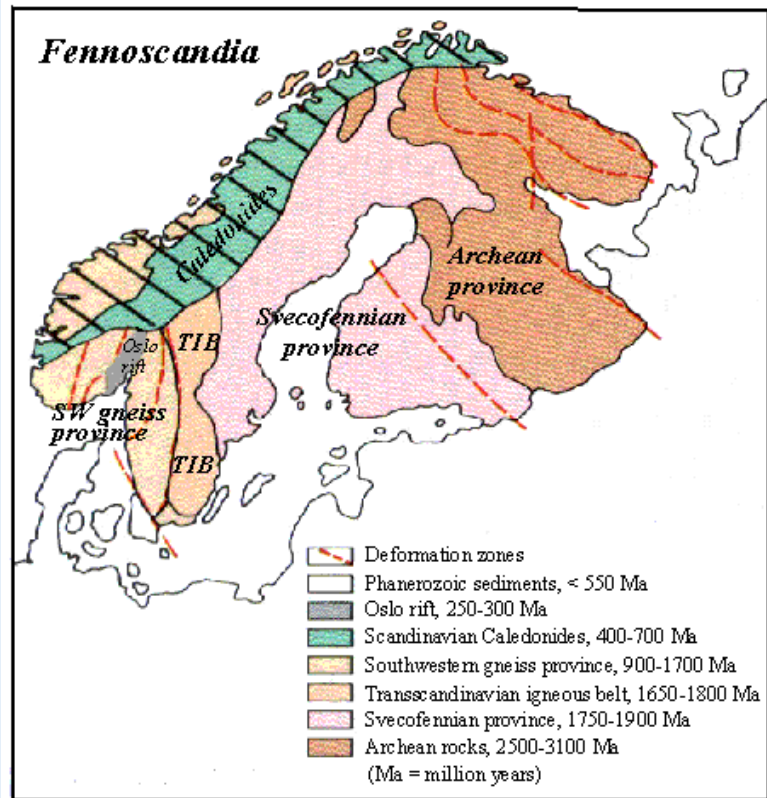 Fennoscandia
Caledonides
Archean
province
Svecofennian
province
TIB
Oslo
rift
SW gneiss
province
TIB
Deformation zones
Phanerozoic sediments, < 550 Ma
Oslo rift, 250-300 Ma
Scandinavian Caledonides, 400-700 Ma
Southwestern gneiss province, 900-1700 Ma
Transscandinavian igneous belt, 1650-1800 Ma
Svecofennian province, 1750-1900 Ma
Archean rocks, 2500-3100 Ma
(Ma = million years)